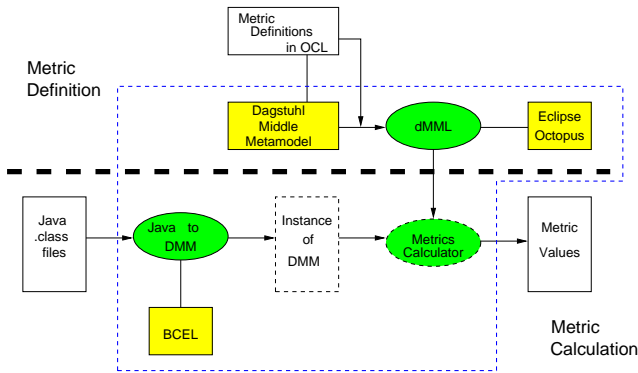 Metric
Definitions
in OCL
Metric
Definition
Dagstuhl
Middle
Metamodel
dMML
Eclipse
Octopus
Java
.class
files
Java to
DMM
Instance
of
DMM
Metrics
Calculator
Metric
Values
BCEL
Metric
Calculation